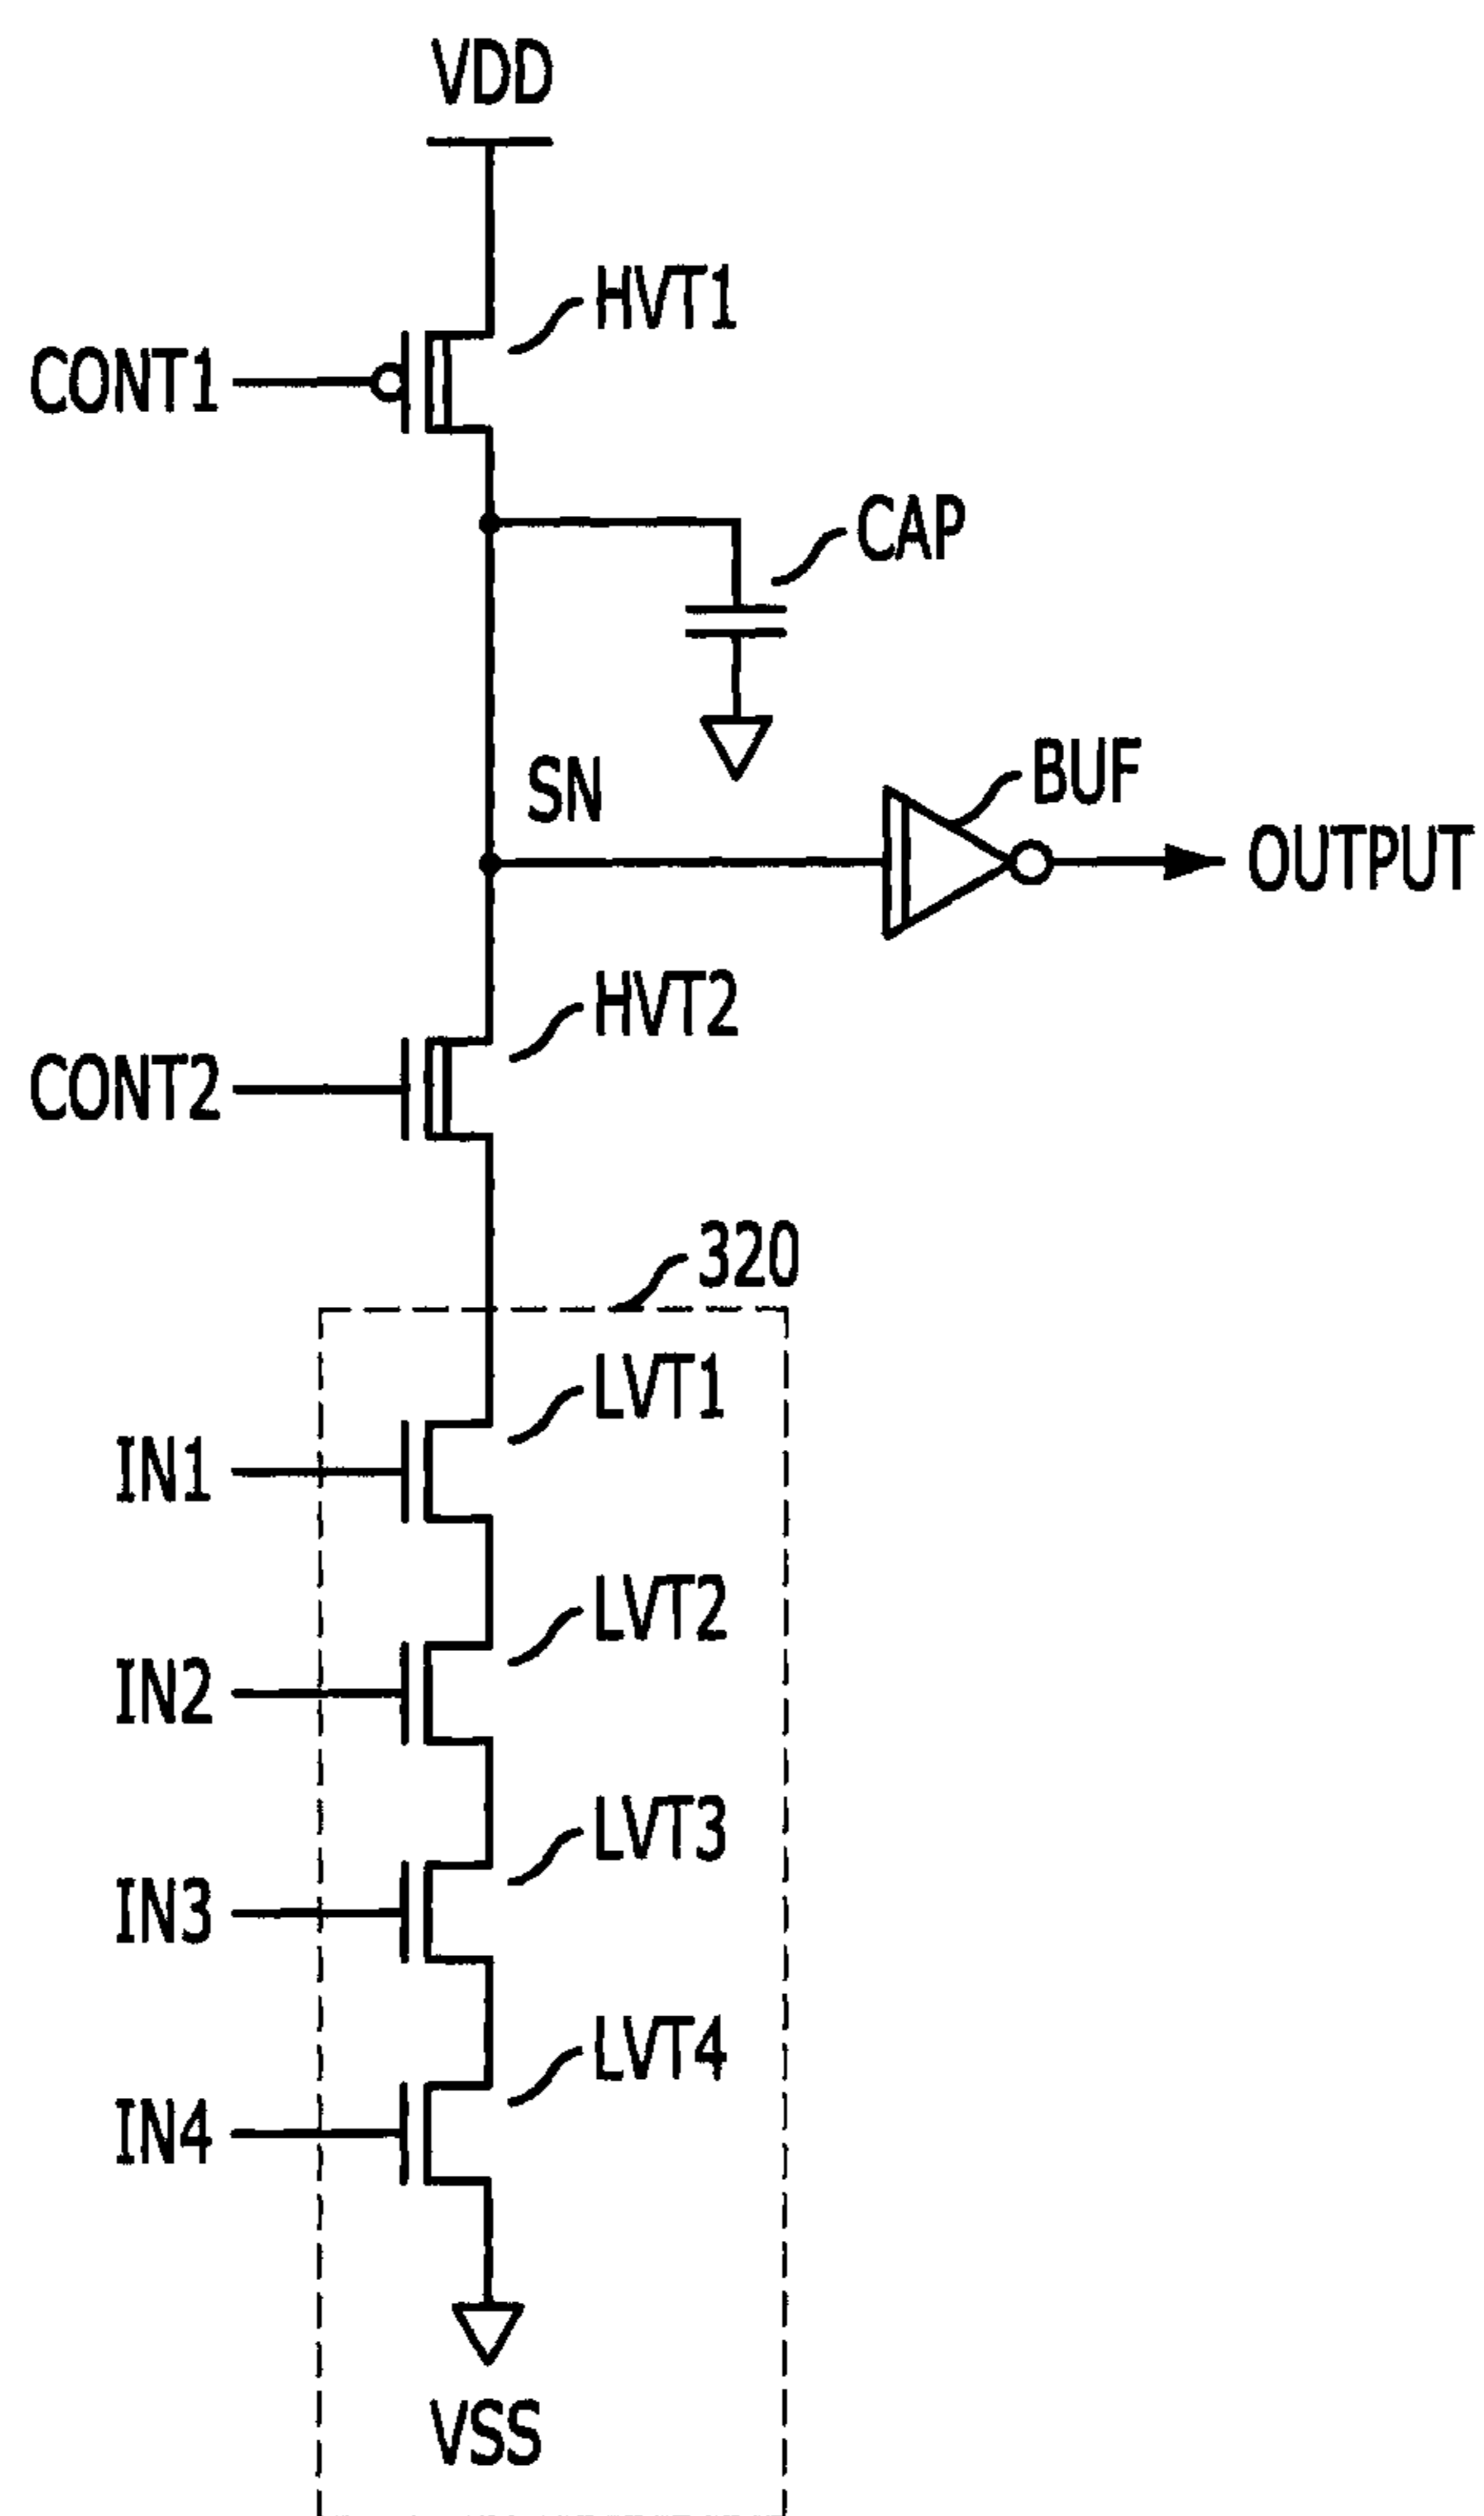 VDD
HVT1
CONT1
CAP
SN
BUF
OUTPUT
HVT2
CONT2
320
LVT1
IN1
LVT2
IN2
LVT3
IN3
LVT4
IN4
VSS